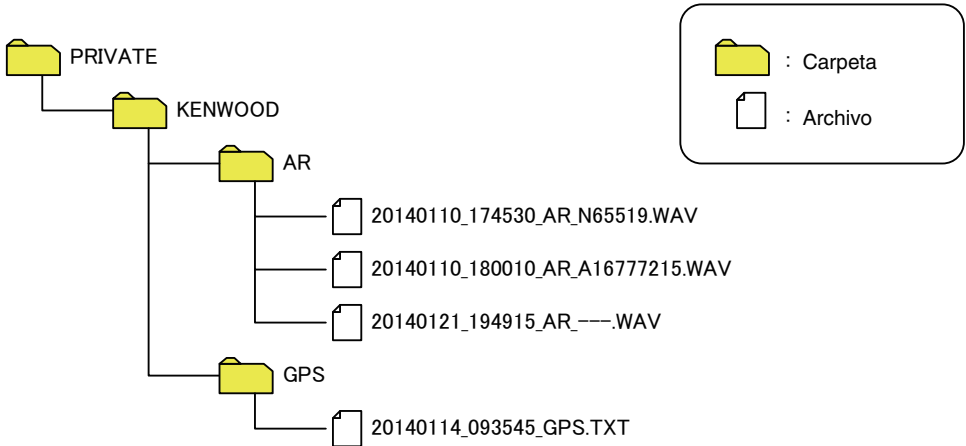 PRIVATE
KENWOOD
AR
20140110_174530_AR_N65519.WAV
20140110_180010_AR_A16777215.WAV
20140121_194915_AR_---.WAV
GPS
20140114_093545_GPS.TXT
: Carpeta
: Archivo